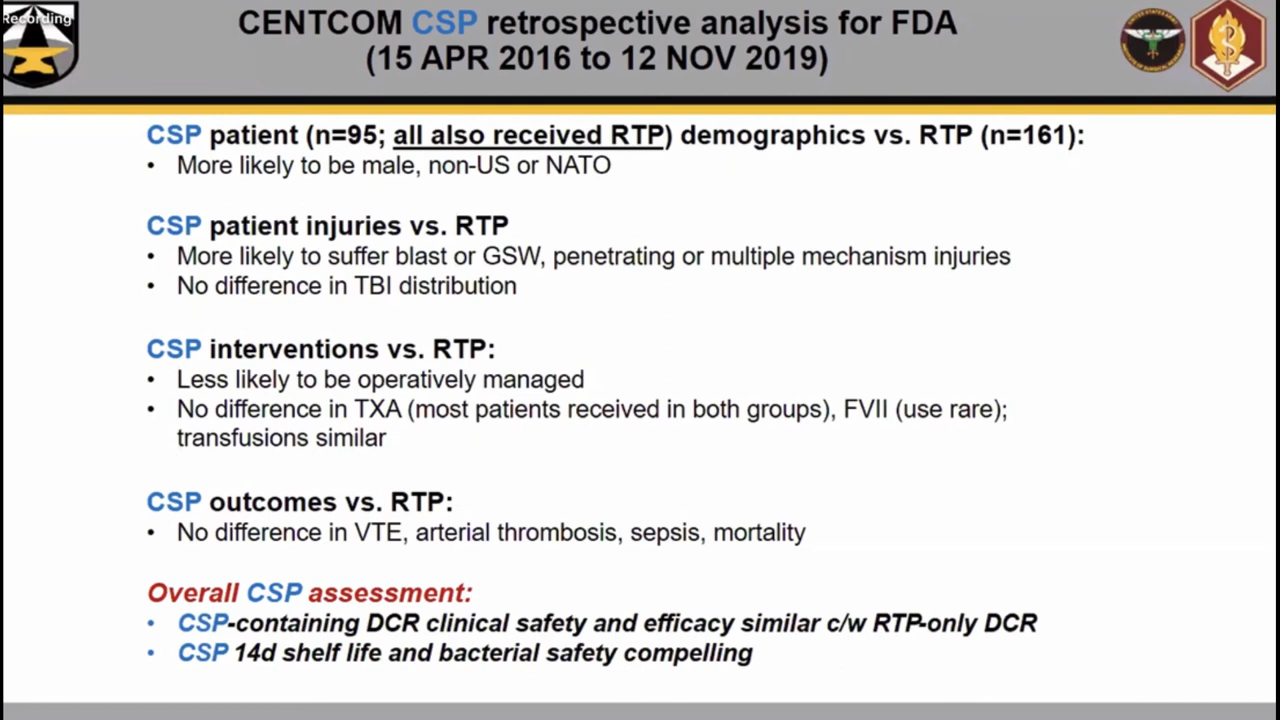 Recording
CENTCOM CSP retrospective analysis for FDA
(15 APR 2016 to 12 NOV 2019)
CSP patient (n=95; all also received RTP) demographics vs. RTP (n=161):
• More likely to be male, non-US or NATO
CSP patient injuries vs. RTP
• More likely to suffer blast or GSW, penetrating or multiple mechanism injuries
• No difference in TBI distribution
CSP interventions vs. RTP:
• Less likely to be operatively managed
• No difference in TXA (most patients received in both groups), FVII (use rare);
transfusions similar
CSP outcomes vs. RTP:
• No difference in VTE, arterial thrombosis, sepsis, mortality
Overall CSP assessment:
• CSP-containing DCR clinical safety and efficacy similar c/w RTP-only DCR
• CSP 14d shelf life and bacterial safety compelling